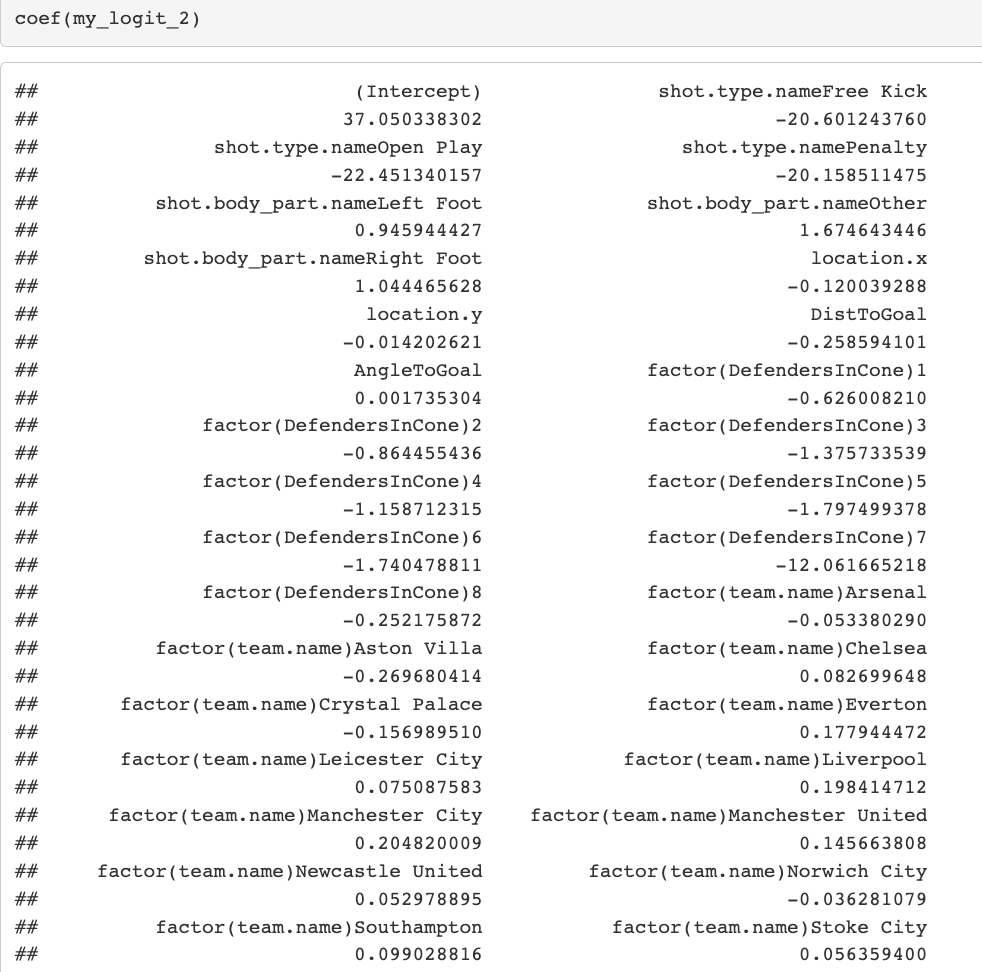 coef(my_logit_2)
## (Intercept) shot.type.nameFree Kick
## 37.050338302 -20.601243760
## shot.type.nameOpen Play shot.type.namePenalty
## -22.451340157 -20.158511475
## shot.body_part.nameLeft Foot shot.body_part.nameOther
## 0.945944427 1.674643446
## shot.body_part.nameRight Foot location.x
## 1.044465628 -0.120039288
## location.y DistToGoal
## -0.014202621 -0.258594101
## AngleToGoal factor(DefendersInCone)1
## 0.001735304 -0.626008210
## factor(DefendersInCone)2 factor(DefendersInCone)3
## -0.864455436 -1.375733539
## factor(DefendersInCone)4 factor(DefendersInCone)5
## -1.158712315 -1.797499378
## factor(DefendersInCone)6 factor(DefendersInCone)7
## -1.740478811 -12.061665218
## factor(DefendersInCone)8 factor(team.name)Arsenal
## -0.252175872 -0.053380290
## factor(team.name)Aston Villa factor(team.name)Chelsea
## -0.269680414 0.082699648
## factor(team.name)Crystal Palace factor(team.name)Everton
## -0.156989510 0.177944472
## factor(team.name)Leicester City factor(team.name)Liverpool
## 0.075087583 0.198414712
## factor(team.name)Manchester City factor(team.name)Manchester United
## 0.204820009 0.145663808
## factor(team.name)Newcastle United factor(team.name)Norwich City
## 0.052978895 -0.036281079
## factor(team.name)Southampton factor(team.name)Stoke City
## 0.099028816 0.056359400